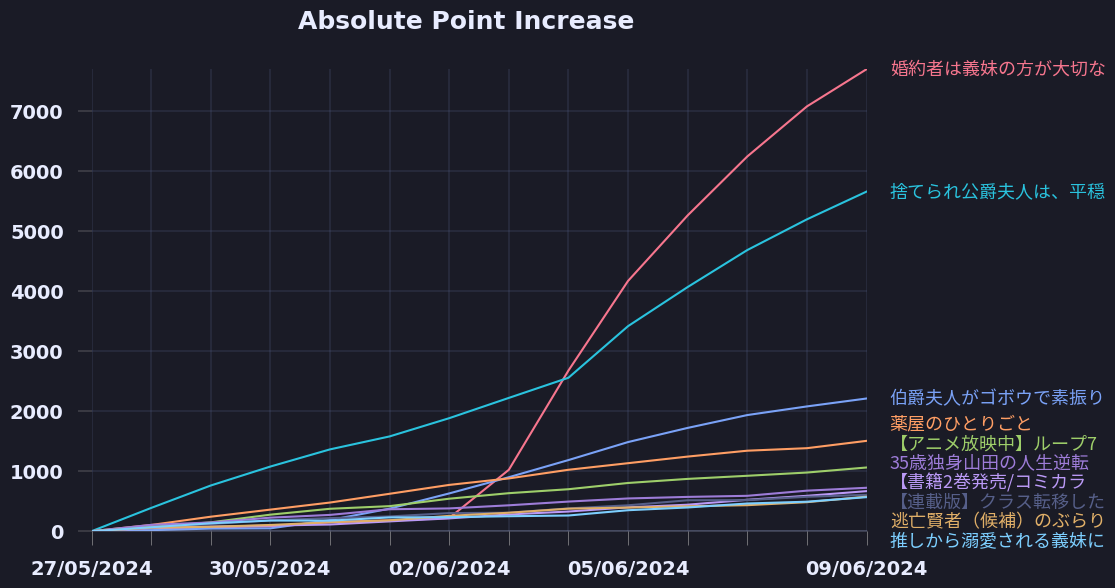 Absolute Point Increase
7000
6000
5000
4000
3000
2000
1000
0
27/05/2024
30/05/2024
02/06/2024
05/06/2024
09/06/2024
婚約者は義妹の方が大切な
捨てられ公爵夫人は、平穏
伯爵夫人がゴボウで素振り
薬屋のひとりごと
【アニメ放映中】ループ7
35歳独身山田の人生逆転
【書籍2巻発売/コミカラ
【連載版】クラス転移した
逃亡賢者（候補）のぶらり
推しから溺愛される義妹に